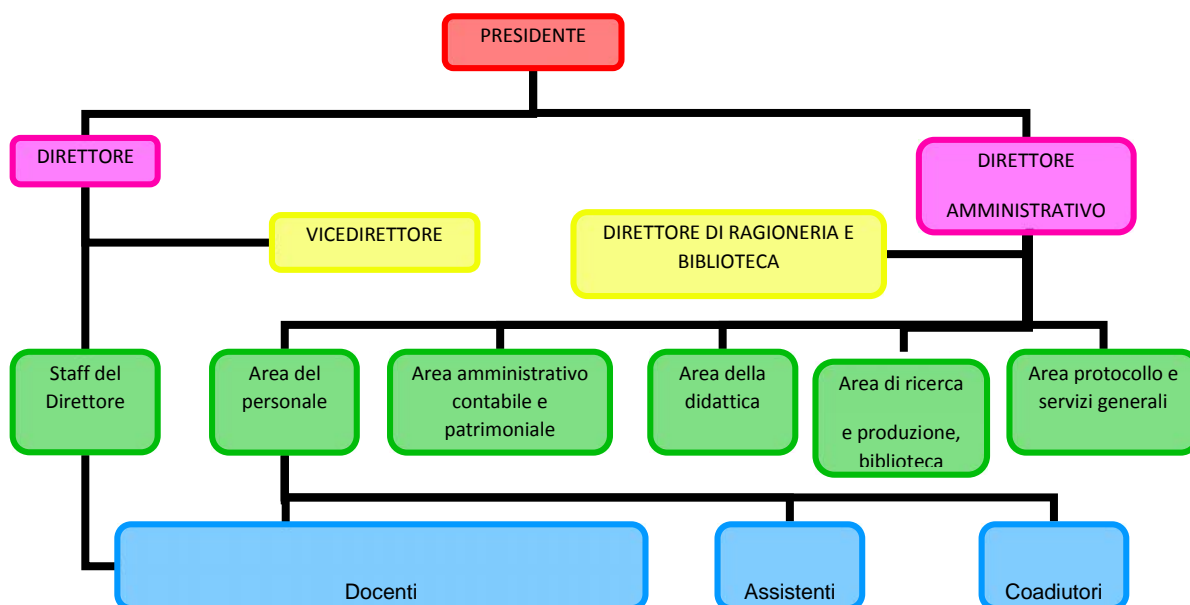 PRESIDENTE
DIRETTORE
DIRETTORE
AMMINISTRATIVO
VICEDIRETTORE
DIRETTORE DI RAGIONERIA E
BIBLIOTECA
Staff del
Direttore
Area del
personale
Area amministrativo
contabile e
patrimoniale
Area della
didattica
Area di ricerca
e produzione,
biblioteca
Area protocollo e
servizi generali
Docenti
Assistenti
Coadiutori